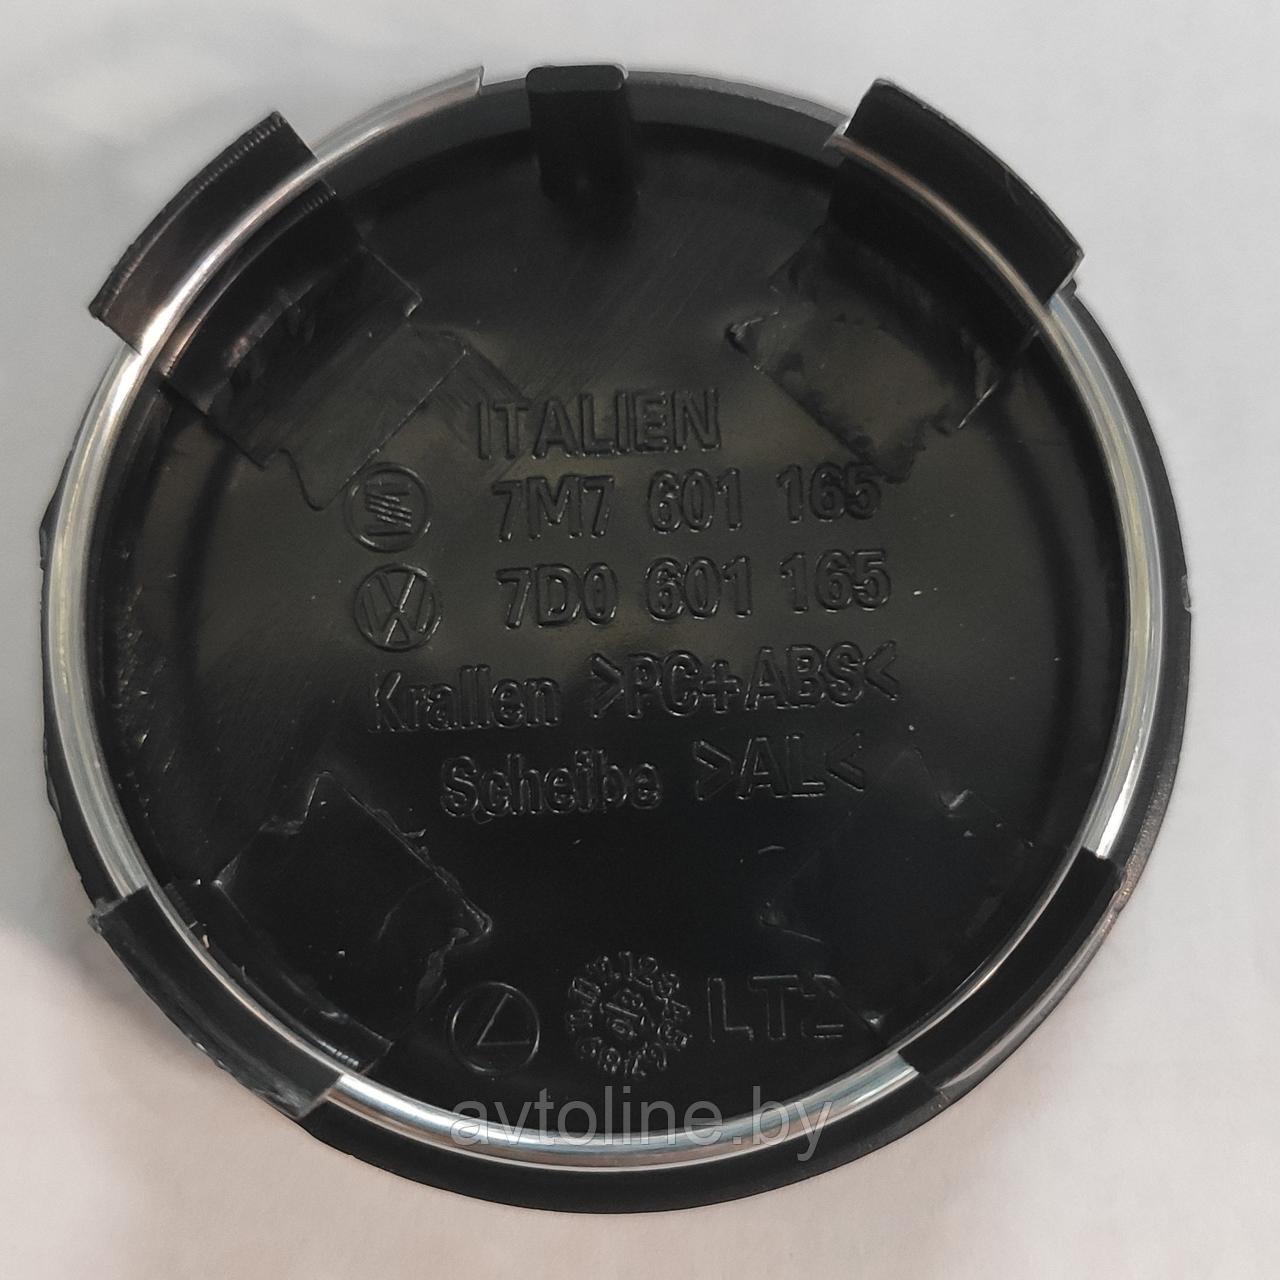 ITALIEN
7M7 601 165
7D0 601 165
Krallen >PC+ABS<
Scheibe >AL<
LT2
avtoline.by